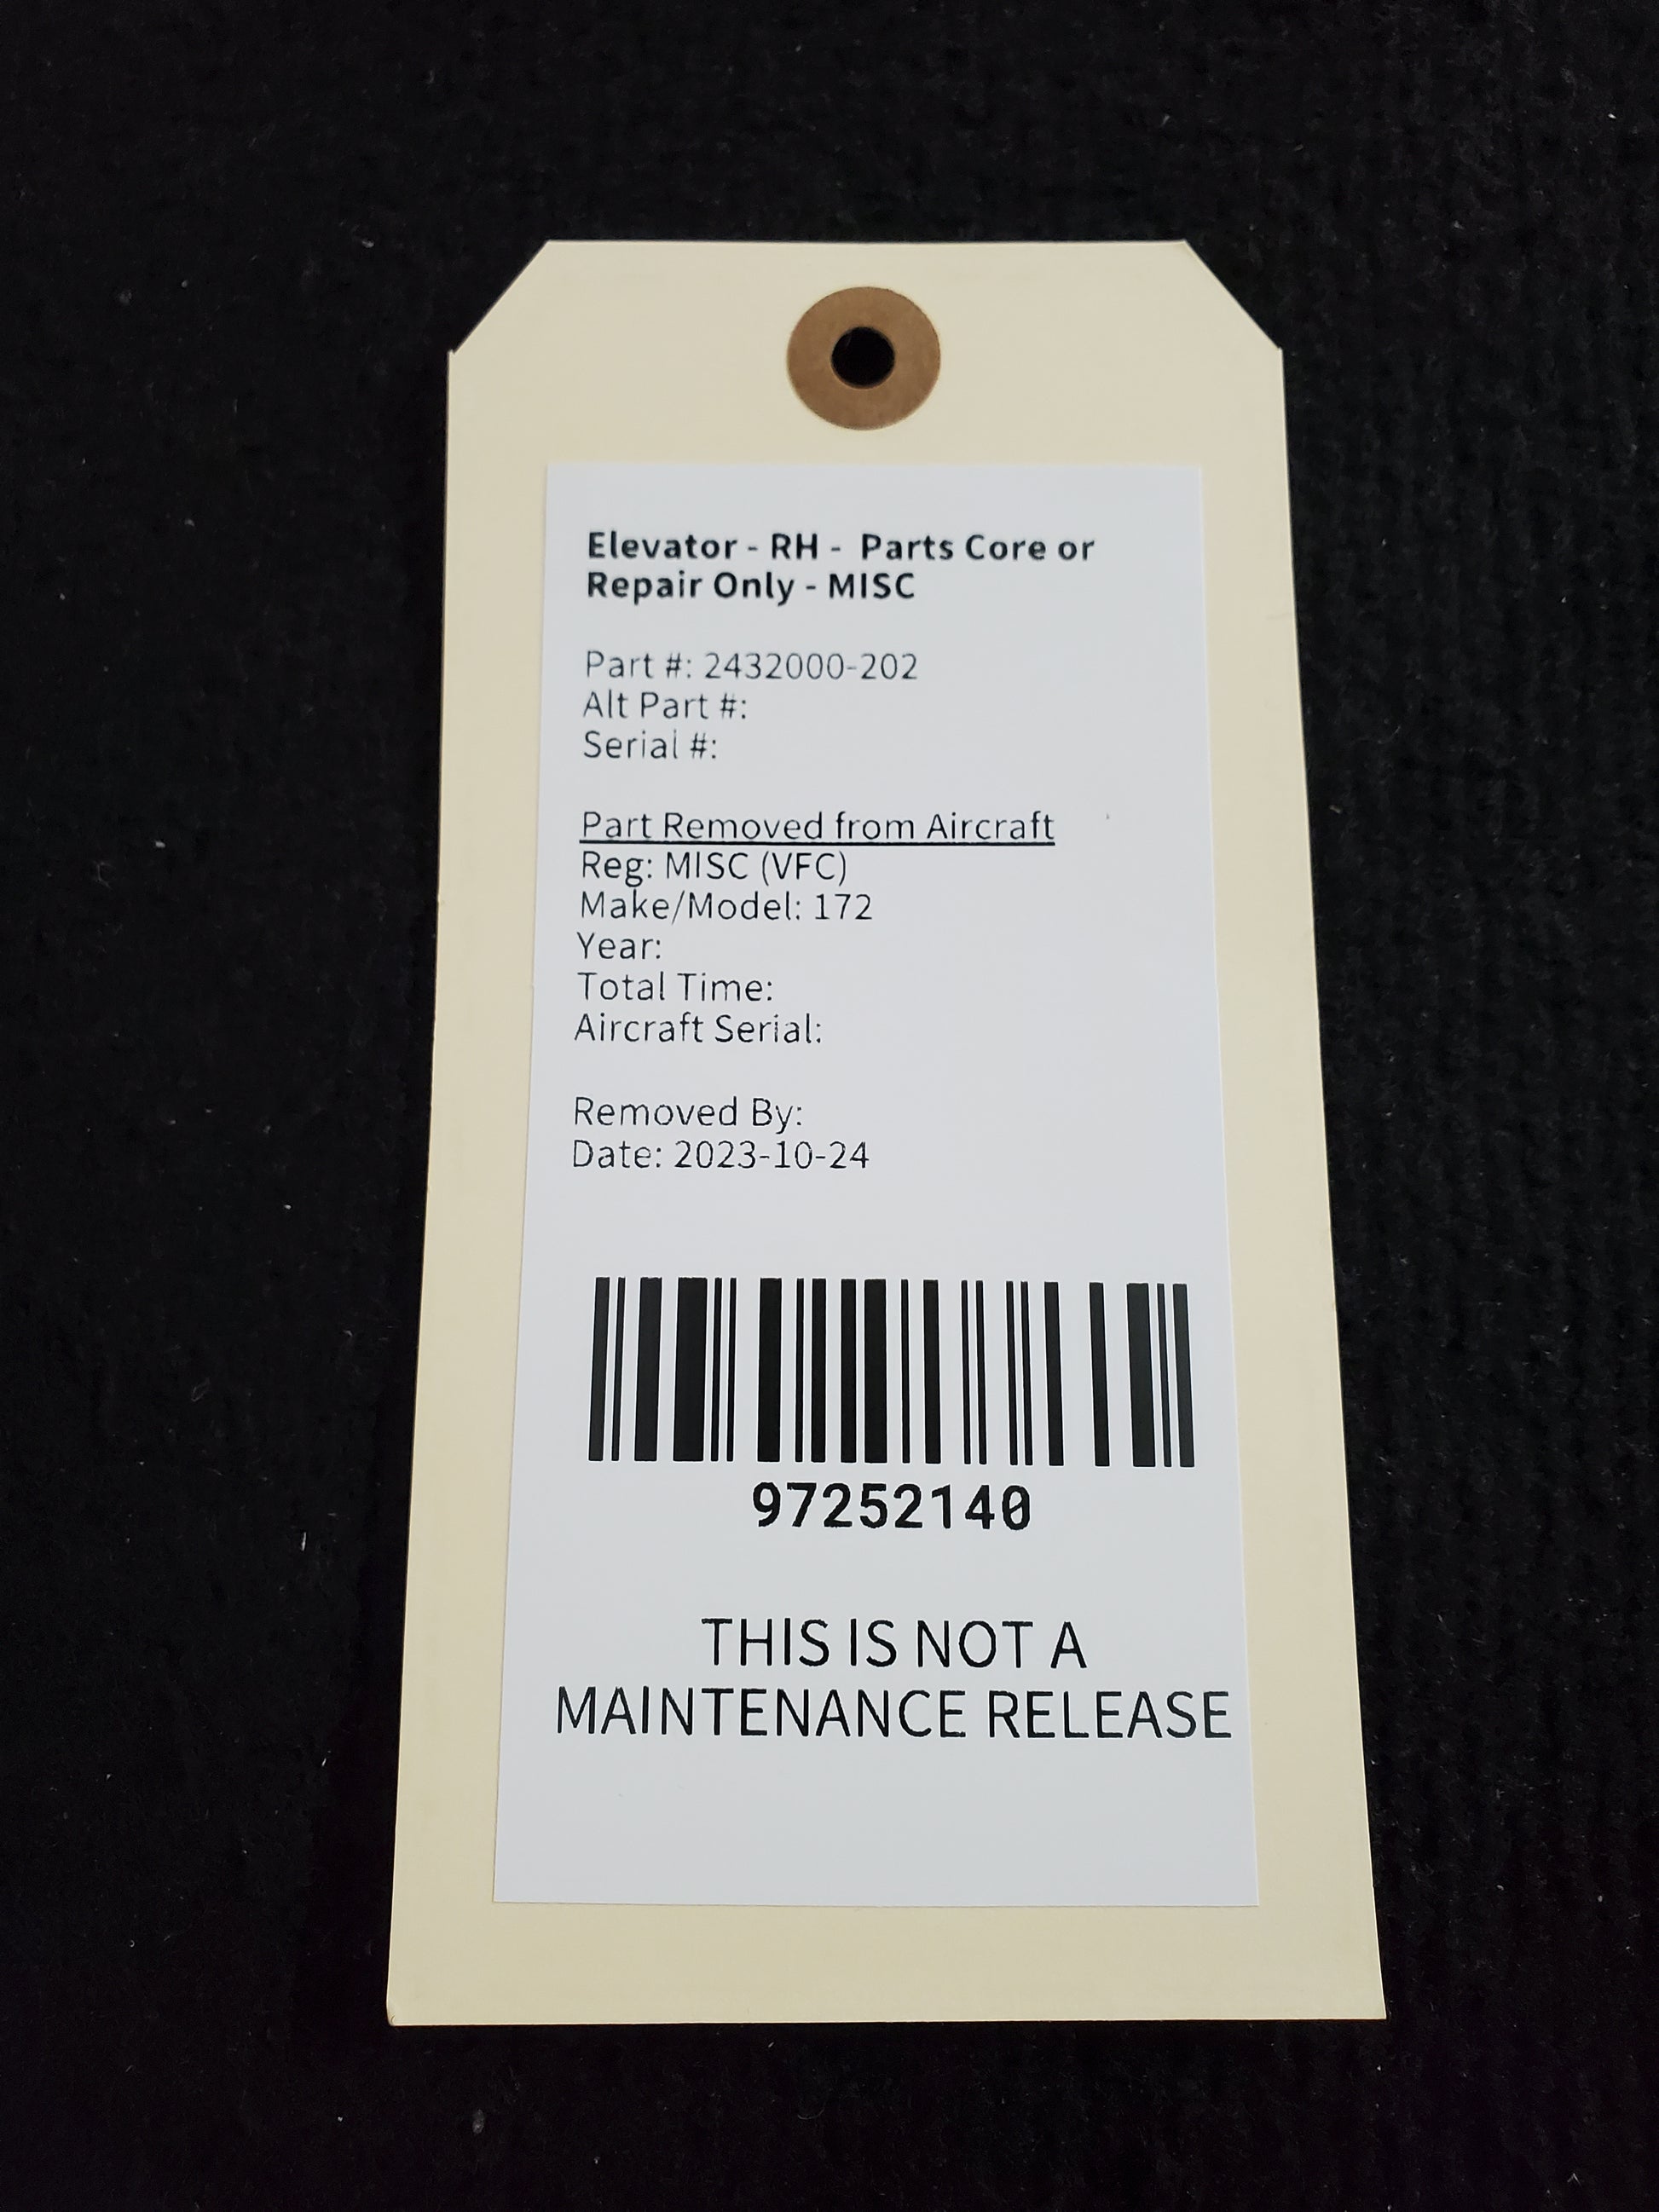 Elevator - RH -  Parts Core or
Repair Only - MISC
Part #: 2432000-202
Alt Part #:
Serial #:
Part Removed from Aircraft
Reg: MISC (VFC)
Make/Model: 172
Year:
Total Time:
Aircraft Serial:
Removed By:
Date: 2023-10-24
97252140
THIS IS NOT A
MAINTENANCE RELEASE